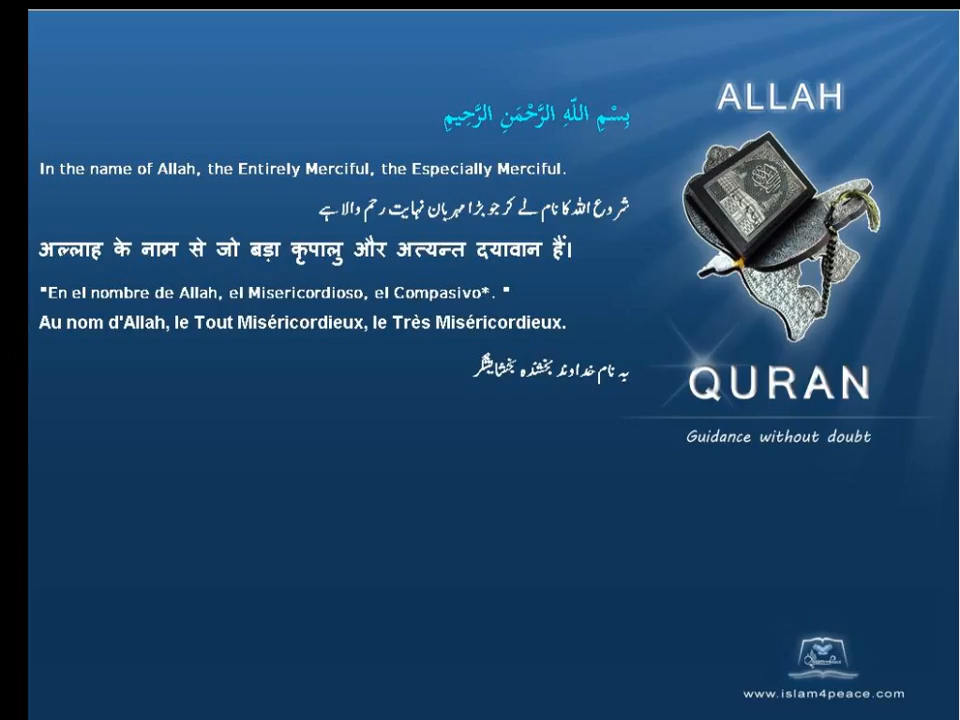 بِسْمِ اللَّهِ الرَّحْمَنِ الرَّحِيمِ
In the name of Allah, the Entirely Merciful, the Especially Merciful.
شروع الله کا نام لے کر جو بڑا مہربان نہایت رحم والا ہے
अल्लाह के नाम से जो बड़ा कृपालु और अत्यन्त दयावान हैं।
"En el nombre de Allah, el Misericordioso, el Compasivo*. "
Au nom d'Allah, le Tout Miséricordieux, le Très Miséricordieux.
به نام خداوند بخشنده بخشایشگر
ALLAH
QURAN
Guidance without doubt
www.islam4peace.com